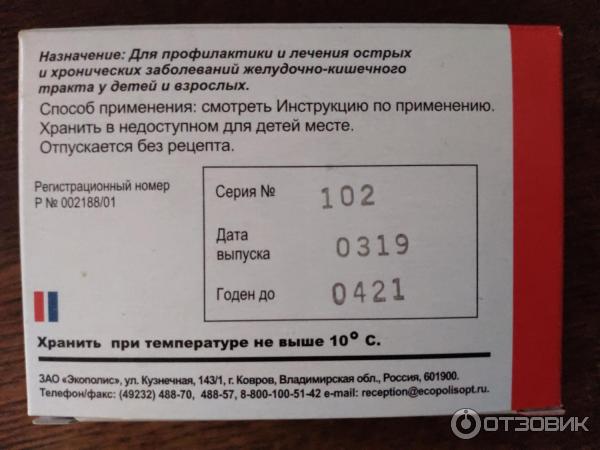 Назначение: Для профилактики и лечения острых
и хронических заболеваний желудочно-кишечного
тракта у детей и взрослых.
Способ применения: смотреть Инструкцию по применению.
Хранить в недоступном для детей месте.
Отпускается без рецепта.
Регистрационный номер
Р № 002188/01
Серия № 102
Дата
выпуска 0319
Годен до 0421
Хранить при температуре не выше 10° С.
ЗАО «Экополис», ул. Кузнечная, 143/1, г. Ковров, Владимирская обл., Россия, 601900.
Телефон/факс: (49232) 488-70, 488-57, 8-800-100-51-42 e-mail: reception@ecopolisopt.ru.
ОТЗОВИК